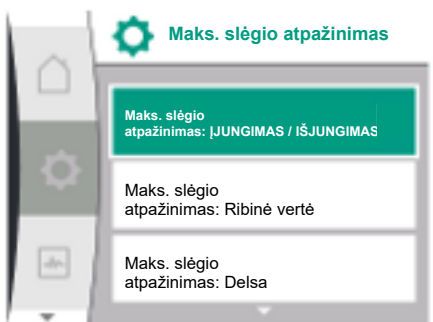 Maks. slėgio atpažinimas
Maks. slėgio
atpažinimas: ĮJUNGIMAS / IŠJUNGIMAS
Maks. slėgio
atpažinimas: Ribinė vertė
Maks. slėgio
atpažinimas: Delsa